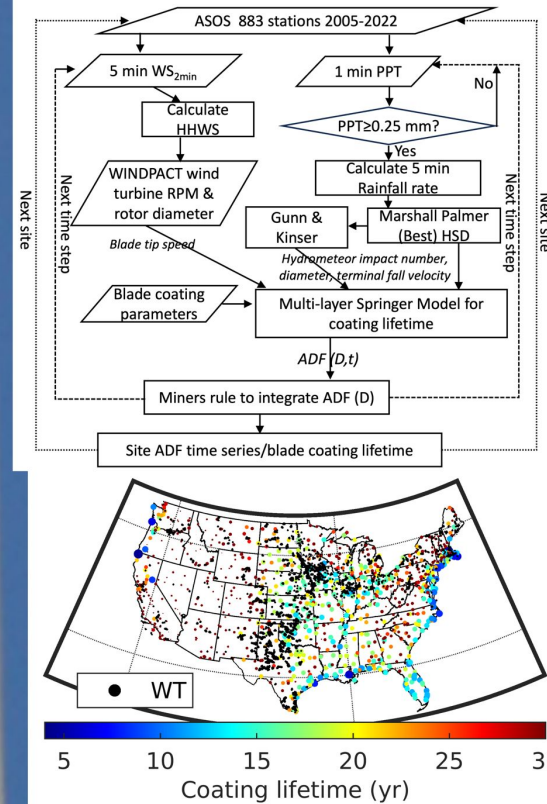 ASOS 883 stations 2005-2022
5 min WS2min
1 min PPT
No
Calculate
HHWS
PPT≥0.25 mm?
Yes
WINDPACT wind
turbine RPM &
rotor diameter
Calculate 5 min
Rainfall rate
Gunn &
Kinser
Marshall Palmer
(Best) HSD
Blade tip speed
Hydrometeor impact number,
diameter, terminal fall velocity
Blade coating
parameters
Multi-layer Springer Model for
coating lifetime
ADF (D,t)
Miners rule to integrate ADF (D)
Site ADF time series/blade coating lifetime
Next site
Next time step
Next time step
Next site
WT
5 10 15 20 25 3
Coating lifetime (yr)